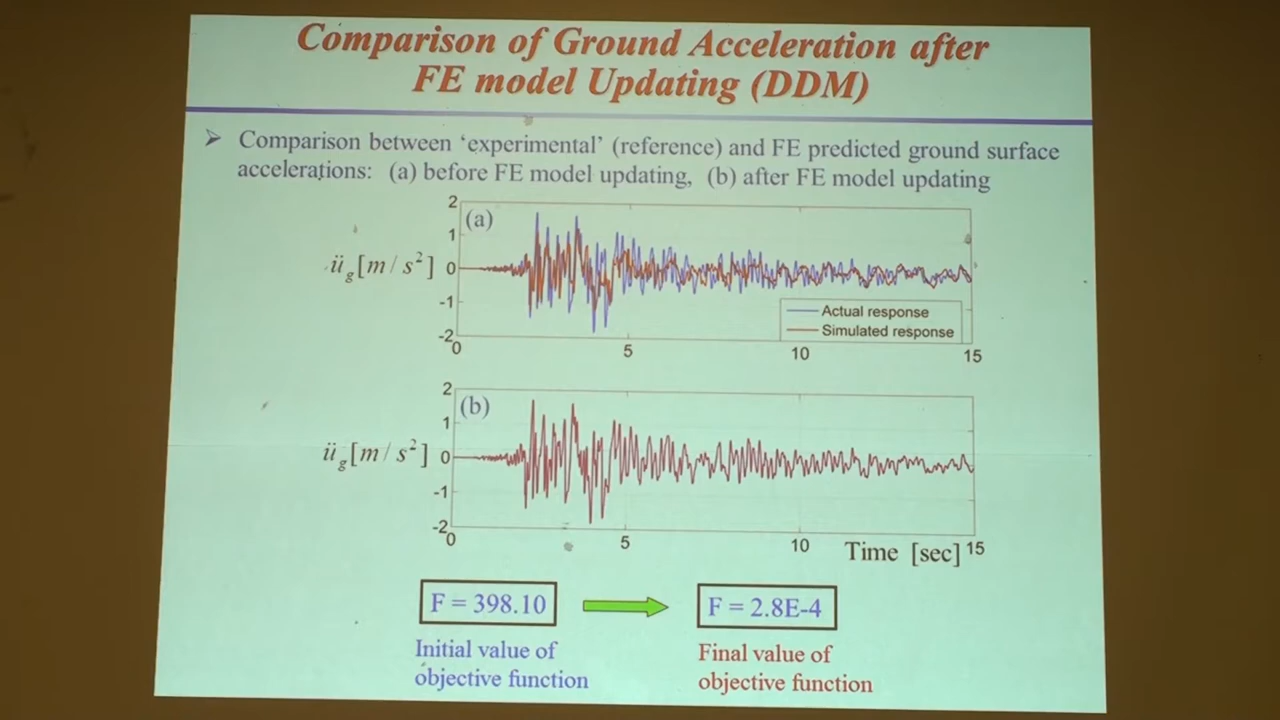 Comparison of Ground Acceleration after
FE model Updating (DDM)
➢ Comparison between ‘experimental’ (reference) and FE predicted ground surface
accelerations: (a) before FE model updating, (b) after FE model updating
2
(a)
1
ü_g[m/s²] 0
-1
Actual response
Simulated response
-2
0 5 10 15
2
(b)
1
ü_g[m/s²] 0
-1
-2
0 5 10 Time [sec] 15
F = 398.10
F = 2.8E-4
Initial value of
objective function
Final value of
objective function